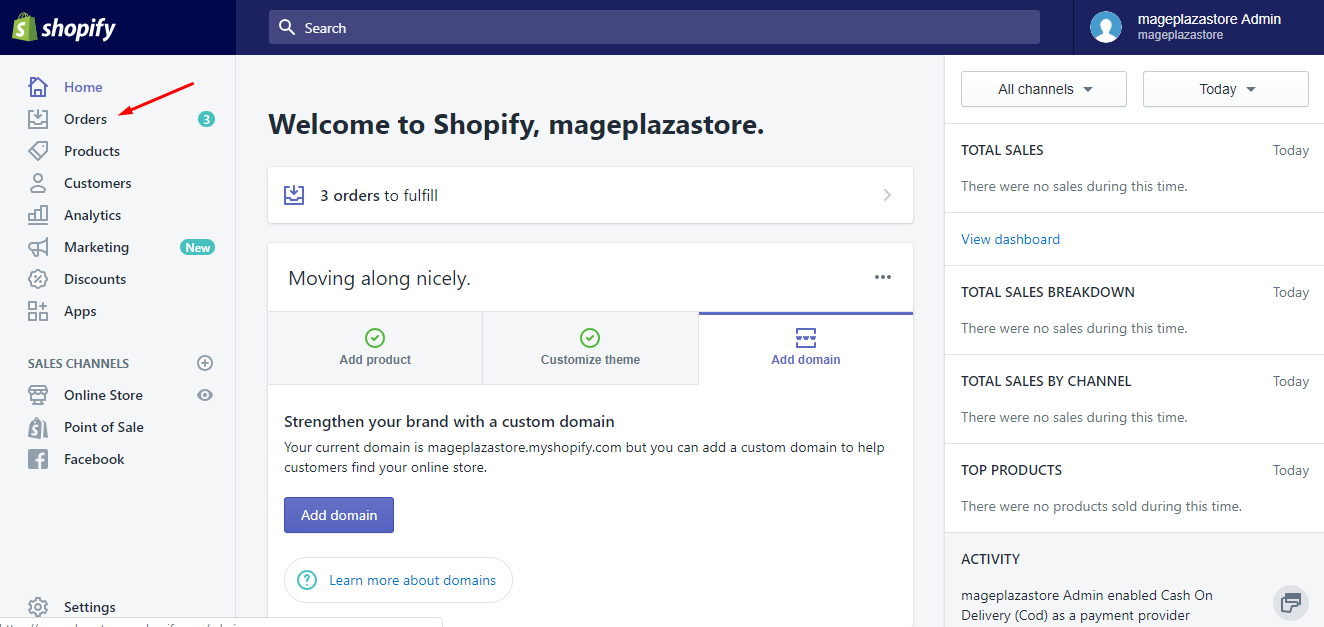 shopify
Search
mageplazastore Admin
mageplazastore
Home
Orders 3
Products
Customers
Analytics
Marketing New
Discounts
Apps
SALES CHANNELS
Online Store
Point of Sale
Facebook
Settings
Welcome to Shopify, mageplazastore.
3 orders to fulfill
Moving along nicely.
Add product
Customize theme
Add domain
Strengthen your brand with a custom domain
Your current domain is mageplazastore.myshopify.com but you can add a custom domain to help
customers find your online store.
Add domain
? Learn more about domains
All channels
Today
TOTAL SALES Today
There were no sales during this time.
View dashboard
TOTAL SALES BREAKDOWN Today
There were no sales during this time.
TOTAL SALES BY CHANNEL Today
There were no sales during this time.
TOP PRODUCTS Today
There were no products sold during this time.
ACTIVITY
mageplazastore Admin enabled Cash On
Delivery (Cod) as a payment provider